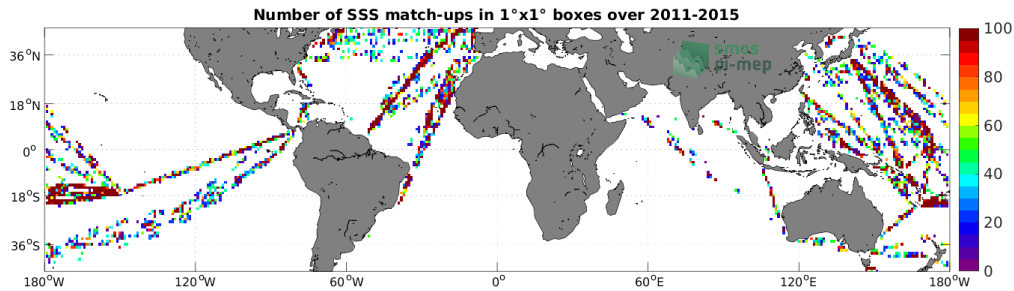 Number of SSS match-ups in 1°x1° boxes over 2011-2015
smos
pi-mep
36°N
18°N
0°
18°S
36°S
180°W
120°W
60°W
0°
60°E
120°E
180°W
100
80
60
40
20
0